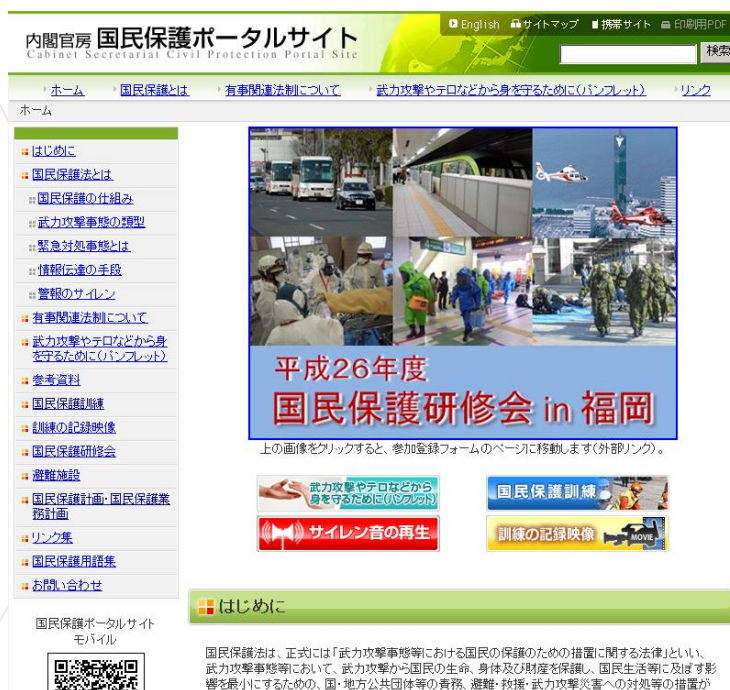 English サイトマップ 携帯サイト 印刷用PDF
内閣官房 国民保護ポータルサイト
Cabinet Secretariat Civil Protection Portal Site
検索
ホーム 国民保護とは 有事関連法制について 武力攻撃やテロなどから身を守るために(パンフレット) リンク
ホーム
はじめに
国民保護法とは
国民保護の仕組み
武力攻撃事態の類型
緊急対処事態とは
情報伝達の手段
警報のサイレン
有事関連法制について
武力攻撃やテロなどから身
を守るために(パンフレット)
参考資料
国民保護訓練
訓練の記録映像
国民保護研修会
避難施設
国民保護計画・国民保護業
務計画
リンク集
国民保護用語集
お問い合わせ
国民保護ポータルサイト
モバイル
平成26年度
国民保護研修会 in 福岡
上の画像をクリックすると、参加登録フォームのページに移動します(外部リンク)。
武力攻撃やテロなどから
身を守るために(パンフレット)
国民保護訓練
サイレン音の再生
訓練の記録映像 MOVIE
はじめに
国民保護法は、正式には「武力攻撃事態等における国民の保護のための措置に関する法律」といい、
武力攻撃事態等において、武力攻撃から国民の生命、身体及び財産を保護し、国民生活等に及ぼす影
響を最小にするための、国・地方公共団体等の責務、避難・救援・武力攻撃災害への対処等の措置が